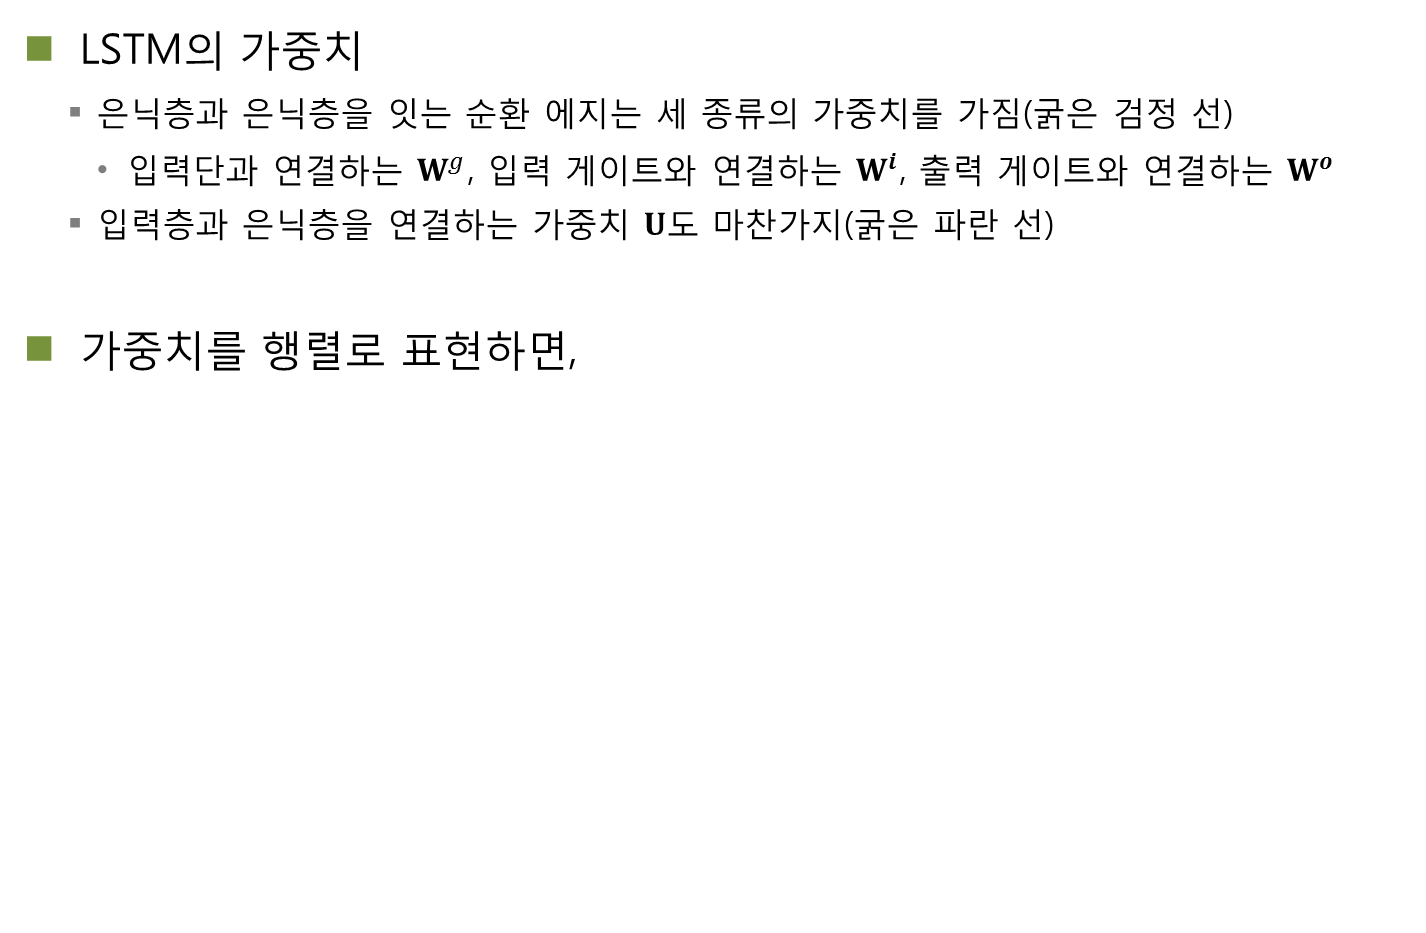 ■ LSTM의 가중치
▪ 은닉층과 은닉층을 잇는 순환 에지는 세 종류의 가중치를 가짐(굵은 검정 선)
• 입력단과 연결하는  𝐖ᵍ, 입력 게이트와 연결하는 𝐖ⁱ, 출력 게이트와 연결하는 𝐖ᵒ
▪ 입력층과 은닉층을 연결하는 가중치 𝐔도 마찬가지(굵은 파란 선)
■ 가중치를 행렬로 표현하면,